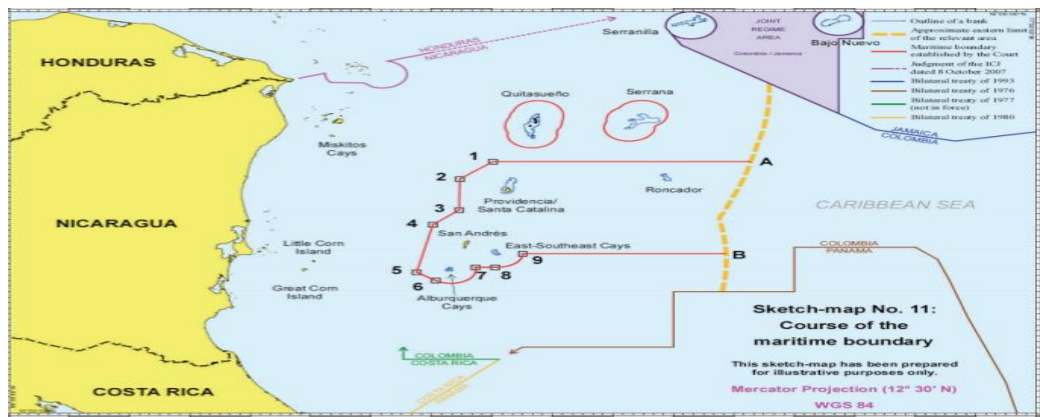 HONDURAS
HONDURAS
NICARAGUA
Serranilla
JOINT
REGIME
AREA
Colombia / Jamaica
Bajo Nuevo
Outline of a bank
Approximate eastern limit
of the relevant area
Maritime boundary
established by the Court
Judgment of the ICJ
dated 8 October 2007
Bilateral treaty of 1993
Bilateral treaty of 1976
Bilateral treaty of 1977
(not in force)
Bilateral treaty of 1980
JAMAICA
COLOMBIA
Quitasueño
Serrana
Miskitos
Cays
1
A
2
Roncador
Providencia/
Santa Catalina
3
CARIBBEAN SEA
NICARAGUA
4
San Andrés
Little Corn
Island
East-Southeast Cays
COLOMBIA
PANAMA
9
B
5
6
7
8
Great Corn
Island
Alburquerque
Cays
Sketch-map No. 11:
Course of the
maritime boundary
COLOMBIA
COSTA RICA
This sketch-map has been prepared
for illustrative purposes only.
COSTA RICA
Mercator Projection (12° 30' N)
WGS 84